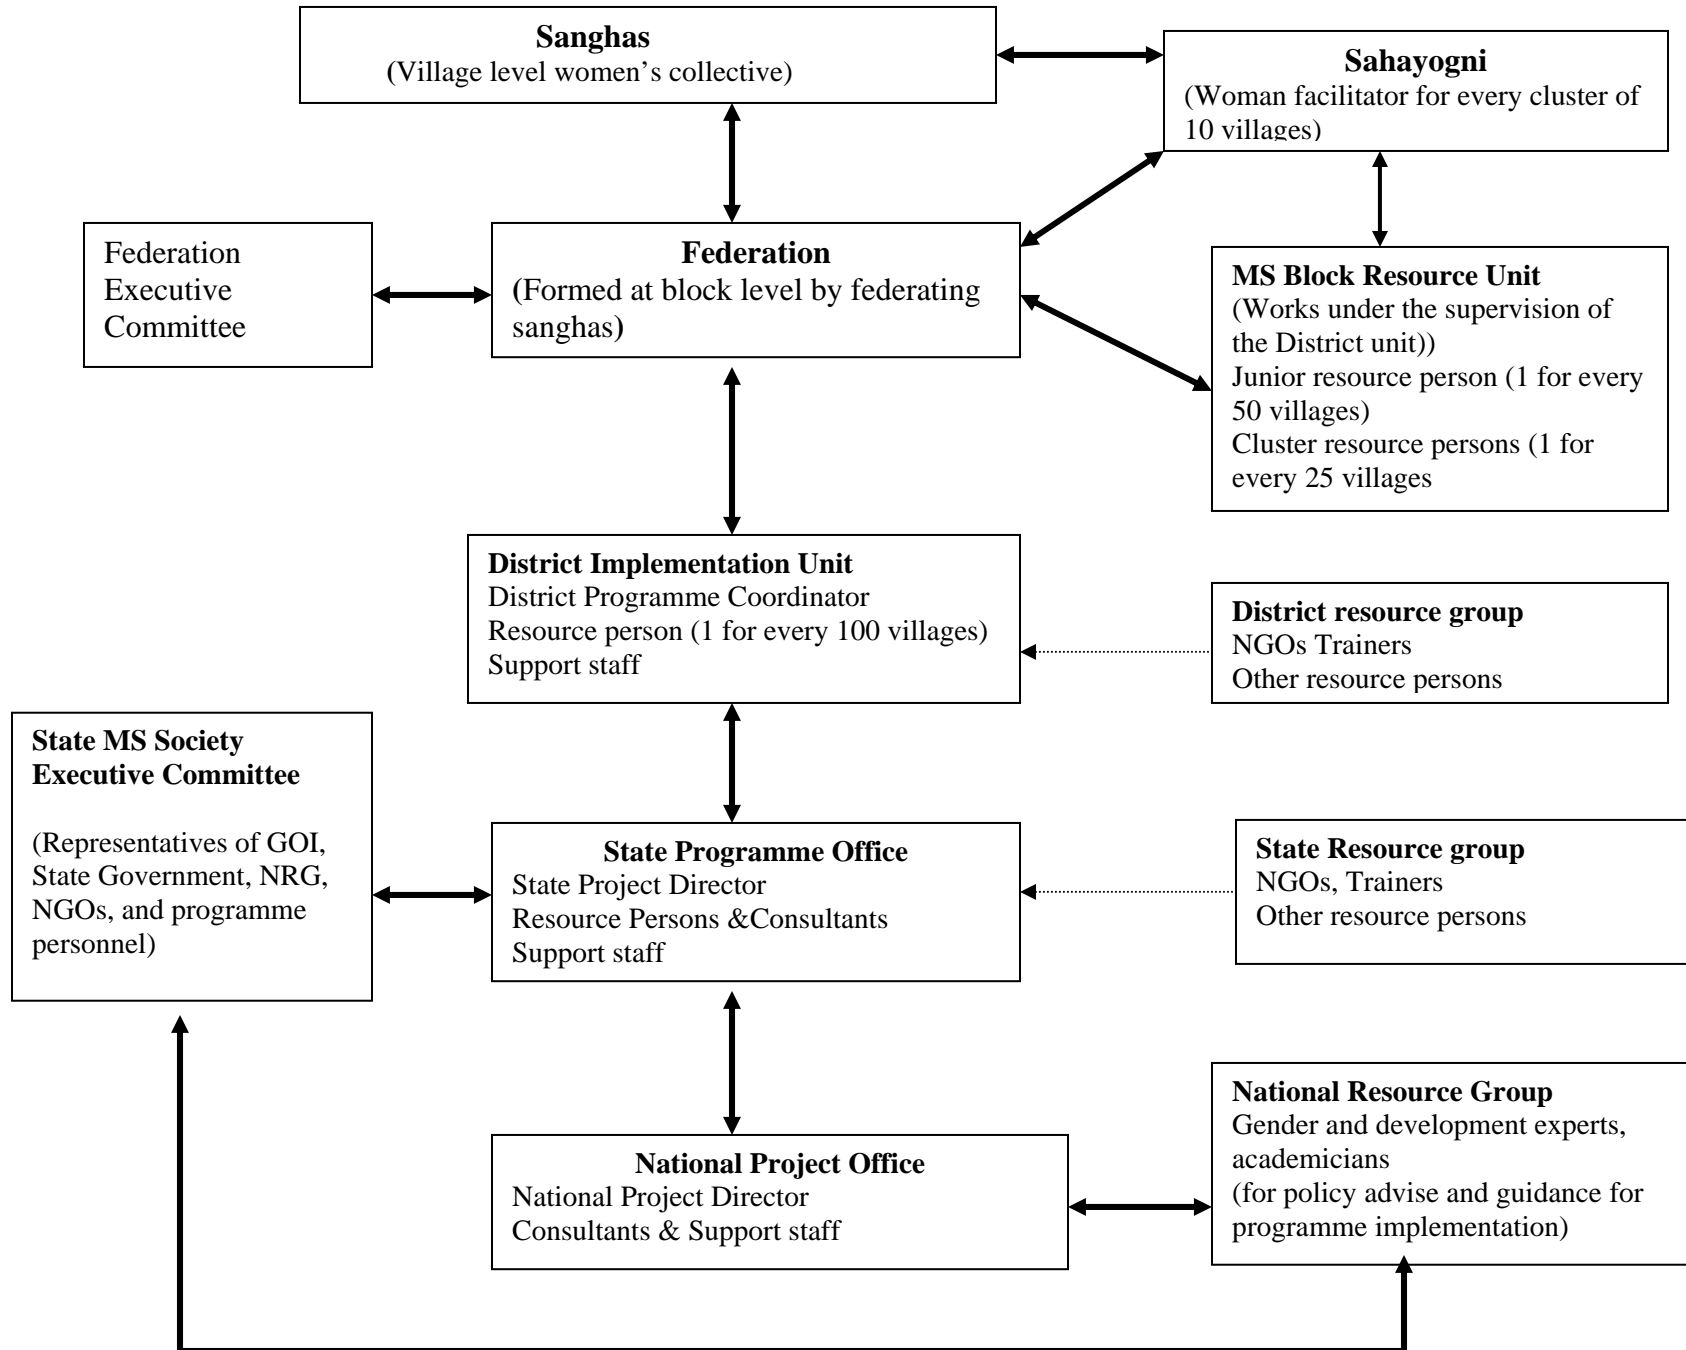 Sanghas
(Village level women’s collective)
Sahayogni
(Woman facilitator for every cluster of
10 villages)
Federation
Executive
Committee
Federation
(Formed at block level by federating
sanghas)
MS Block Resource Unit
(Works under the supervision of
the District unit))
Junior resource person (1 for every
50 villages)
Cluster resource persons (1 for
every 25 villages
District Implementation Unit
District Programme Coordinator
Resource person (1 for every 100 villages)
Support staff
District resource group
NGOs Trainers
Other resource persons
State MS Society
Executive Committee
(Representatives of GOI,
State Government, NRG,
NGOs, and programme
personnel)
State Programme Office
State Project Director
Resource Persons &Consultants
Support staff
State Resource group
NGOs, Trainers
Other resource persons
National Project Office
National Project Director
Consultants & Support staff
National Resource Group
Gender and development experts,
academicians
(for policy advise and guidance for
programme implementation)